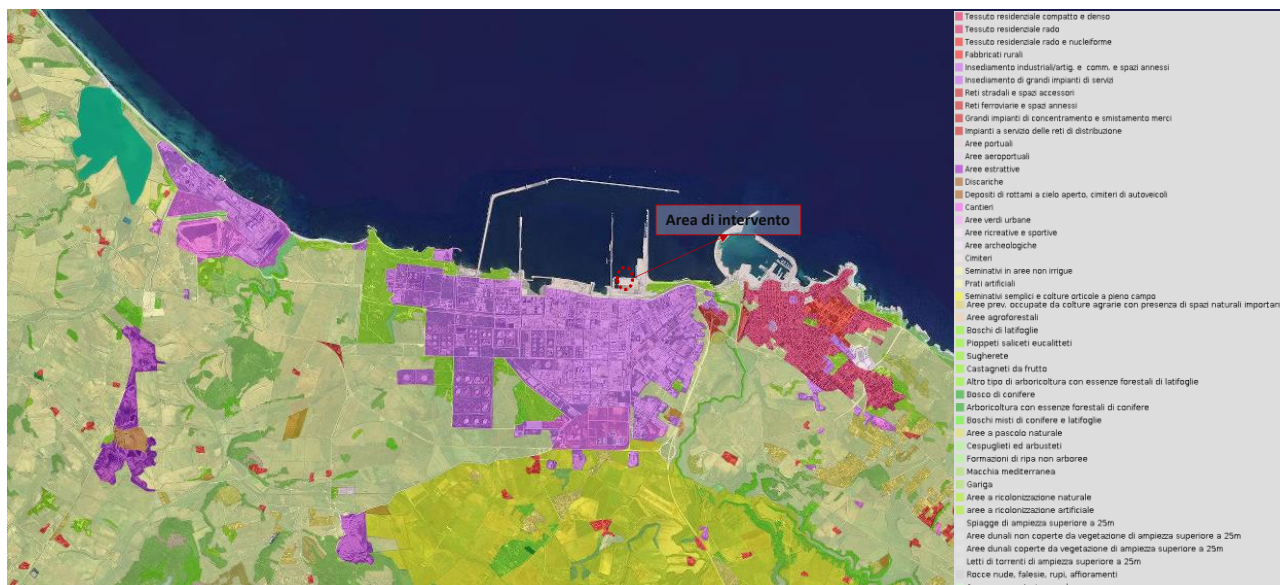 Area di intervento
Tessuto residenziale compatto e denso
Tessuto residenziale rado
Tessuto residenziale rado e nucleiforme
Fabbricati rurali
Insediamento industriali/artig. e comm. e spazi annessi
Insediamento di grandi impianti di servizi
Reti stradali e spazi accessori
Reti ferroviarie e spazi annessi
Grandi impianti di concentramento e smistamento merci
Impianti a servizio delle reti di distribuzione
Aree portuali
Aree aeroportuali
Aree estrattive
Discariche
Depositi di rottami a cielo aperto, cimiteri di autoveicoli
Cantieri
Aree verdi urbane
Aree ricreative e sportive
Aree archeologiche
Cimiteri
Seminativi in aree non irrigue
Prati artificiali
Seminativi semplici e colture orticole a pieno campo
Aree prev. occupate da colture agrarie con presenza di spazi naturali importan
Aree agroforestali
Boschi di latifoglie
Pioppeti saliceti eucalitteti
Sugherete
Castagneti da frutto
Altro tipo di arboricoltura con essenze forestali di latifoglie
Bosco di conifere
Arboricoltura con essenze forestali di conifere
Boschi misti di conifere e latifoglie
Aree a pascolo naturale
Cespuglieti ed arbusteti
Formazioni di ripa non arboree
Macchia mediterranea
Gariga
Aree a ricolonizzazione naturale
aree a ricolonizzazione artificiale
Spiagge di ampiezza superiore a 25m
Aree dunali non coperte da vegetazione di ampiezza superiore a 25m
Aree dunali coperte da vegetazione di ampiezza superiore a 25m
Letti di torrenti di ampiezza superiore a 25m
Rocce nude, falesie, rupi, affioramenti